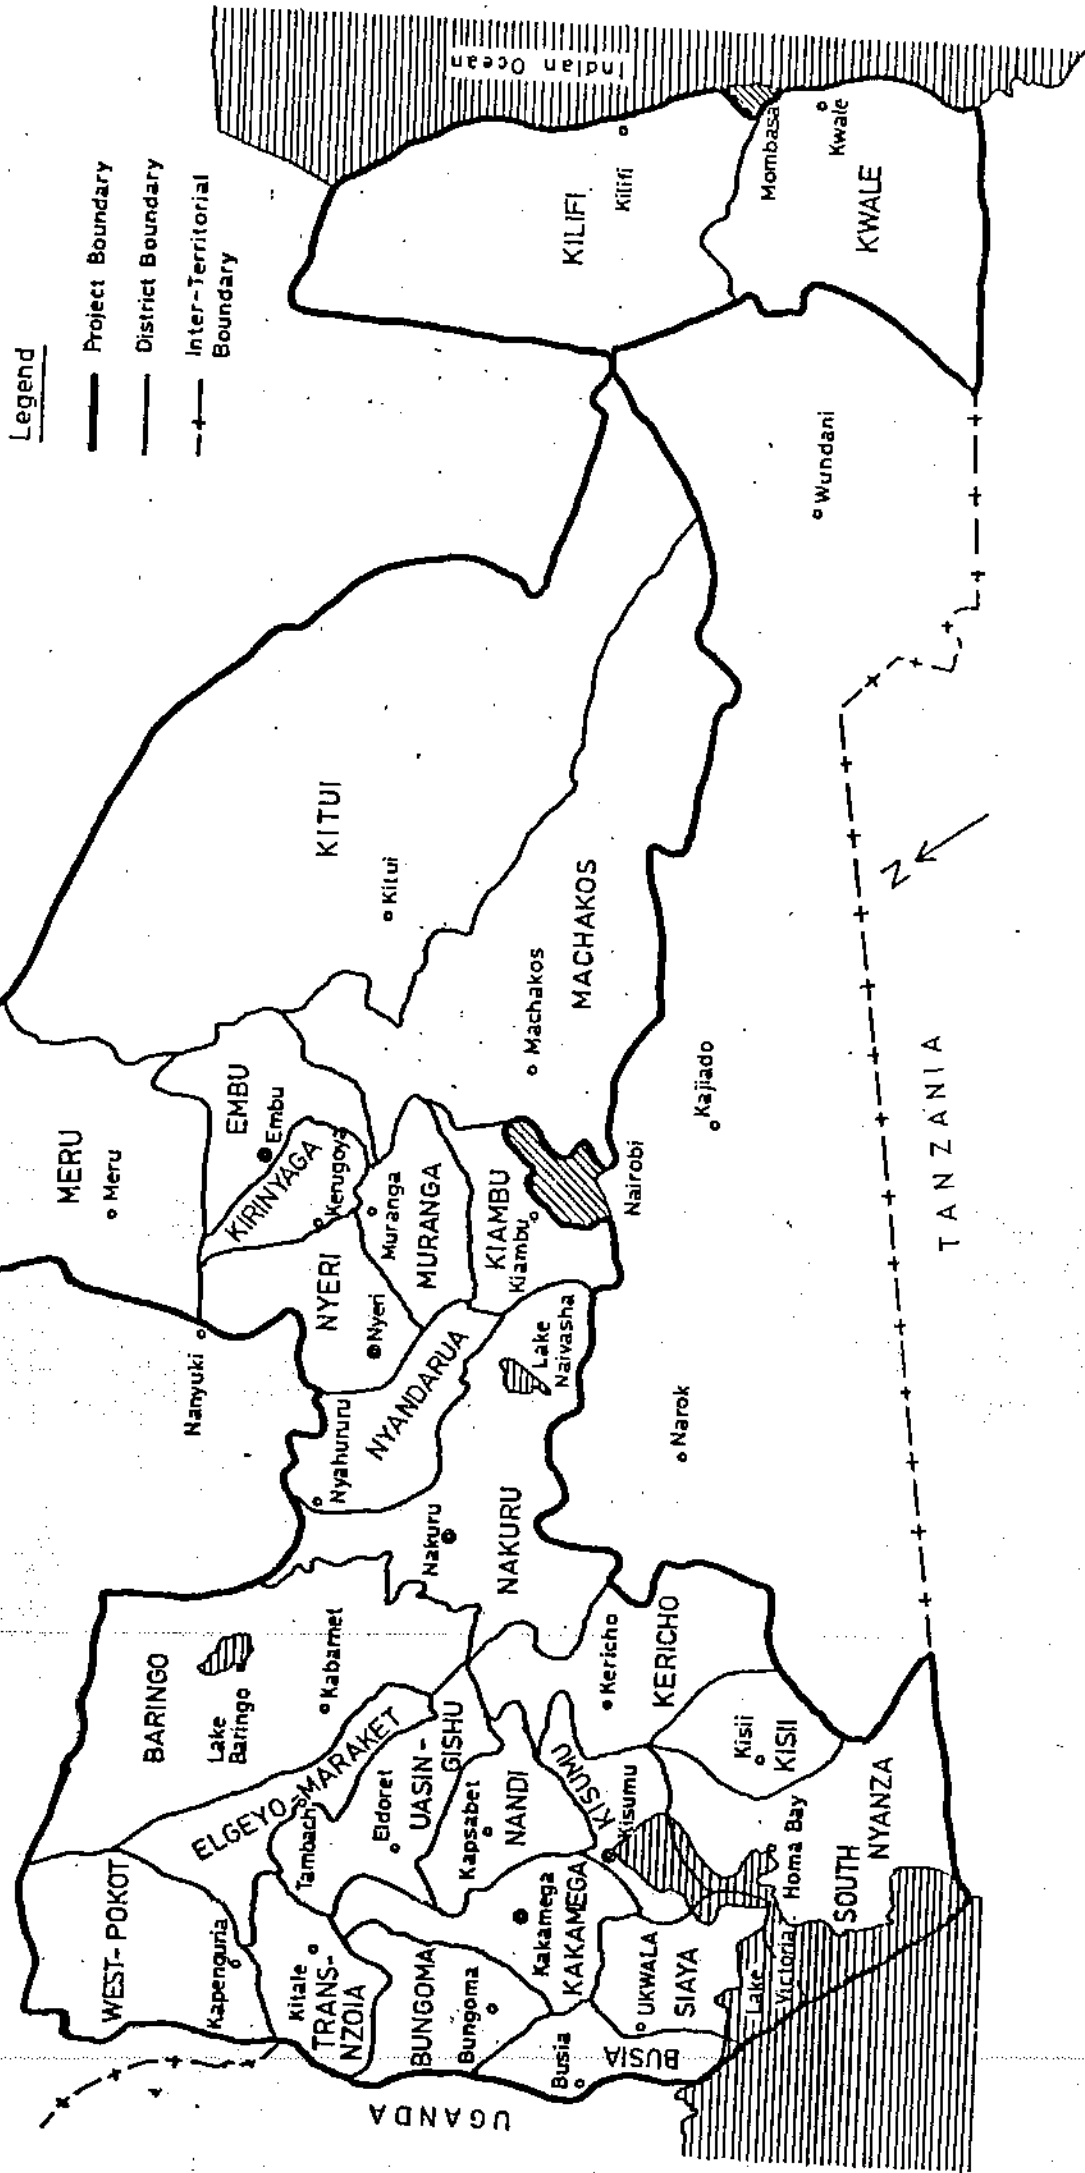 Legend
Project Boundary
District Boundary
Inter-Territorial
Boundary
Indian Ocean
UGANDA
TANZANIA
N
WEST-POKOT
Kapenguria
BARINGO
Lake
Baringo
Kabarnet
ELGEYO-MARAKET
Tambach
TRANS-
NZOIA
Kitale
UASIN-
GISHU
Eldoret
BUNGOMA
Bungoma
NANDI
Kapsabet
KAKAMEGA
Kakamega
BUSIA
Busia
SIAYA
UKWALA
KISUMU
Kisumu
KERICHO
Kericho
KISII
Kisii
SOUTH
NYANZA
Homa Bay
Lake
Victoria
NAKURU
Nakuru
Lake
Naivasha
NYANDARUA
Nyahururu
Nanyuki
NYERI
Nyeri
MERU
Meru
KIRINYAGA
Kerugoya
EMBU
Embu
MURANGA
Muranga
KIAMBU
Kiambu
Nairobi
Narok
Kajiado
MACHAKOS
Machakos
KITUI
Kitui
Wundani
KILIFI
Kilifi
Mombasa
KWALE
Kwale